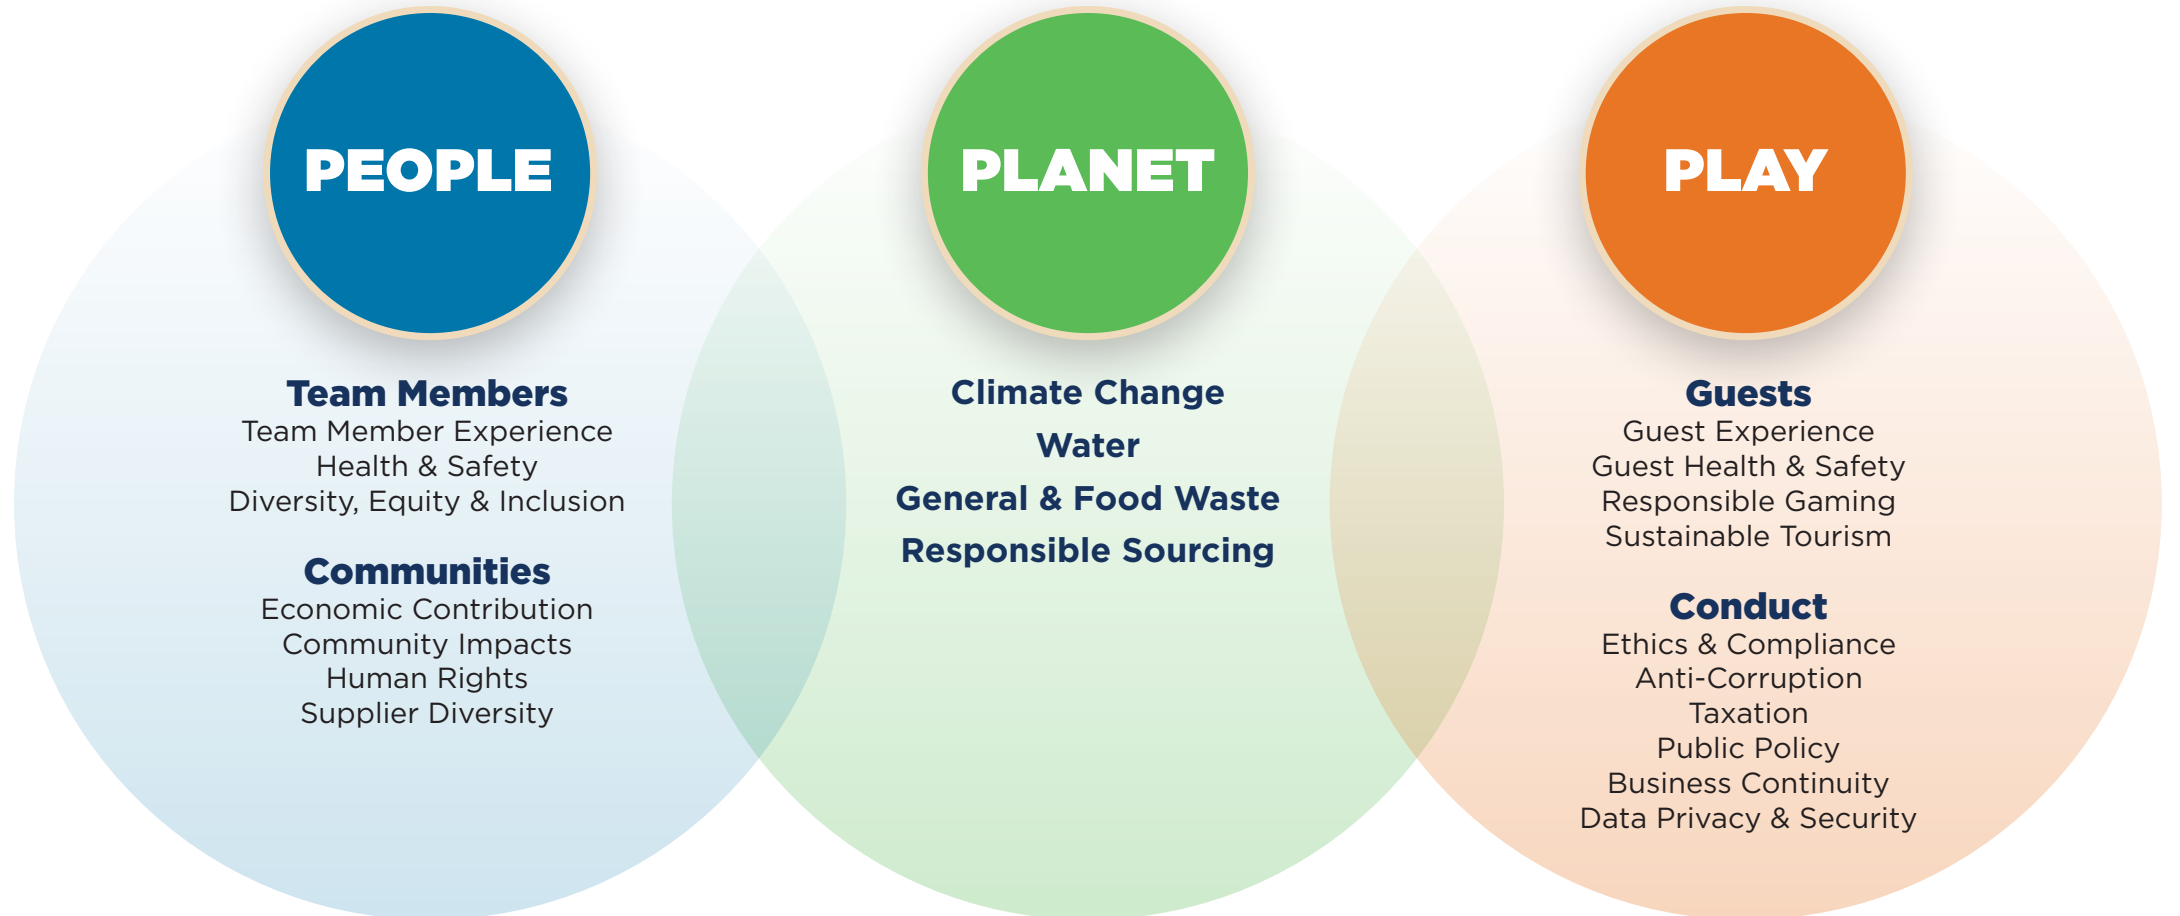 PEOPLE
Team Members
Team Member Experience
Health & Safety
Diversity, Equity & Inclusion
Communities
Economic Contribution
Community Impacts
Human Rights
Supplier Diversity
PLANET
Climate Change
Water
General & Food Waste
Responsible Sourcing
PLAY
Guests
Guest Experience
Guest Health & Safety
Responsible Gaming
Sustainable Tourism
Conduct
Ethics & Compliance
Anti-Corruption
Taxation
Public Policy
Business Continuity
Data Privacy & Security